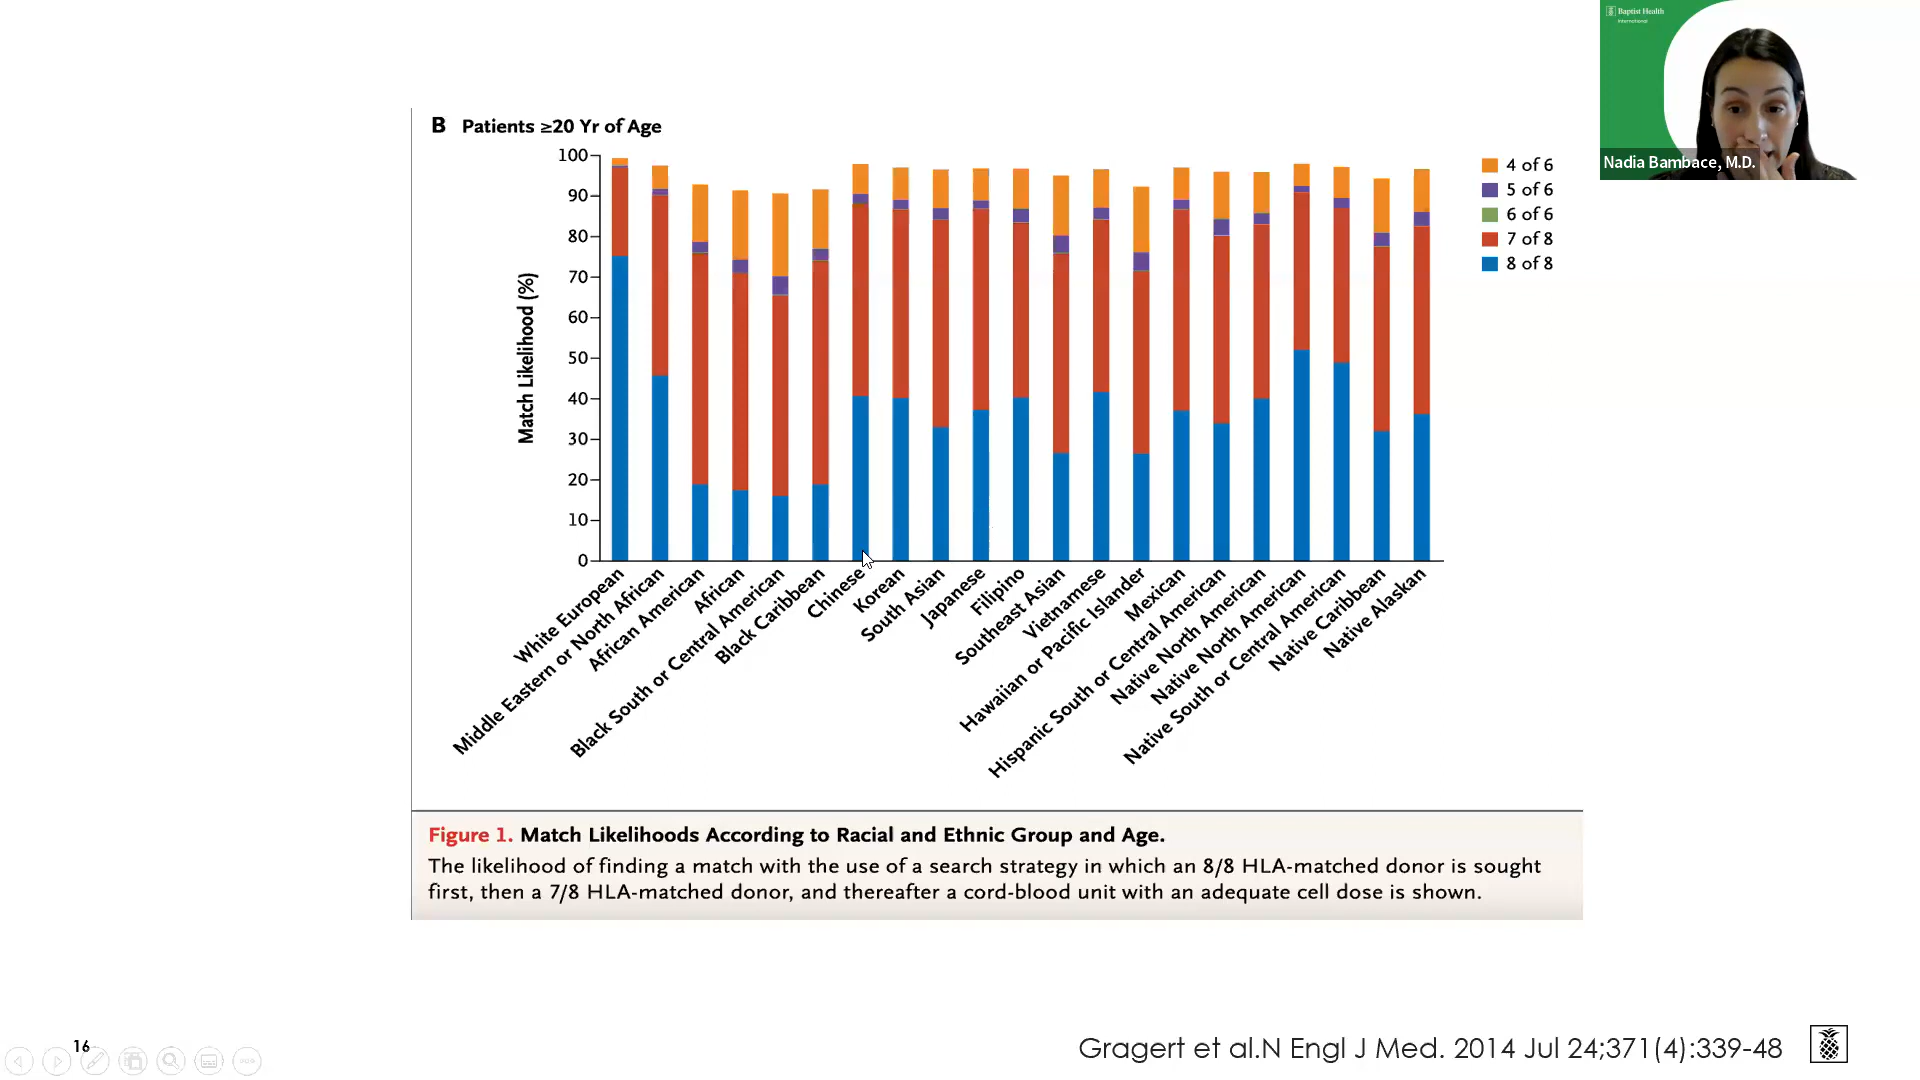 Baptist Health
International
Nadia Bambace, M.D.
B Patients ≥20 Yr of Age
100
90
80
70
60
50
40
30
20
10
0
Match Likelihood (%)
4 of 6
5 of 6
6 of 6
7 of 8
8 of 8
White European
Middle Eastern or North African
African American
African
Black South or Central American
Black Caribbean
Chinese
Korean
South Asian
Japanese
Filipino
Southeast Asian
Vietnamese
Hawaiian or Pacific Islander
Mexican
Hispanic South or Central American
Native North American
Native North American
Native South or Central American
Native Caribbean
Native Alaskan
Figure 1. Match Likelihoods According to Racial and Ethnic Group and Age.
The likelihood of finding a match with the use of a search strategy in which an 8/8 HLA-matched donor is sought
first, then a 7/8 HLA-matched donor, and thereafter a cord-blood unit with an adequate cell dose is shown.
16
Gragert et al.N Engl J Med. 2014 Jul 24;371(4):339-48